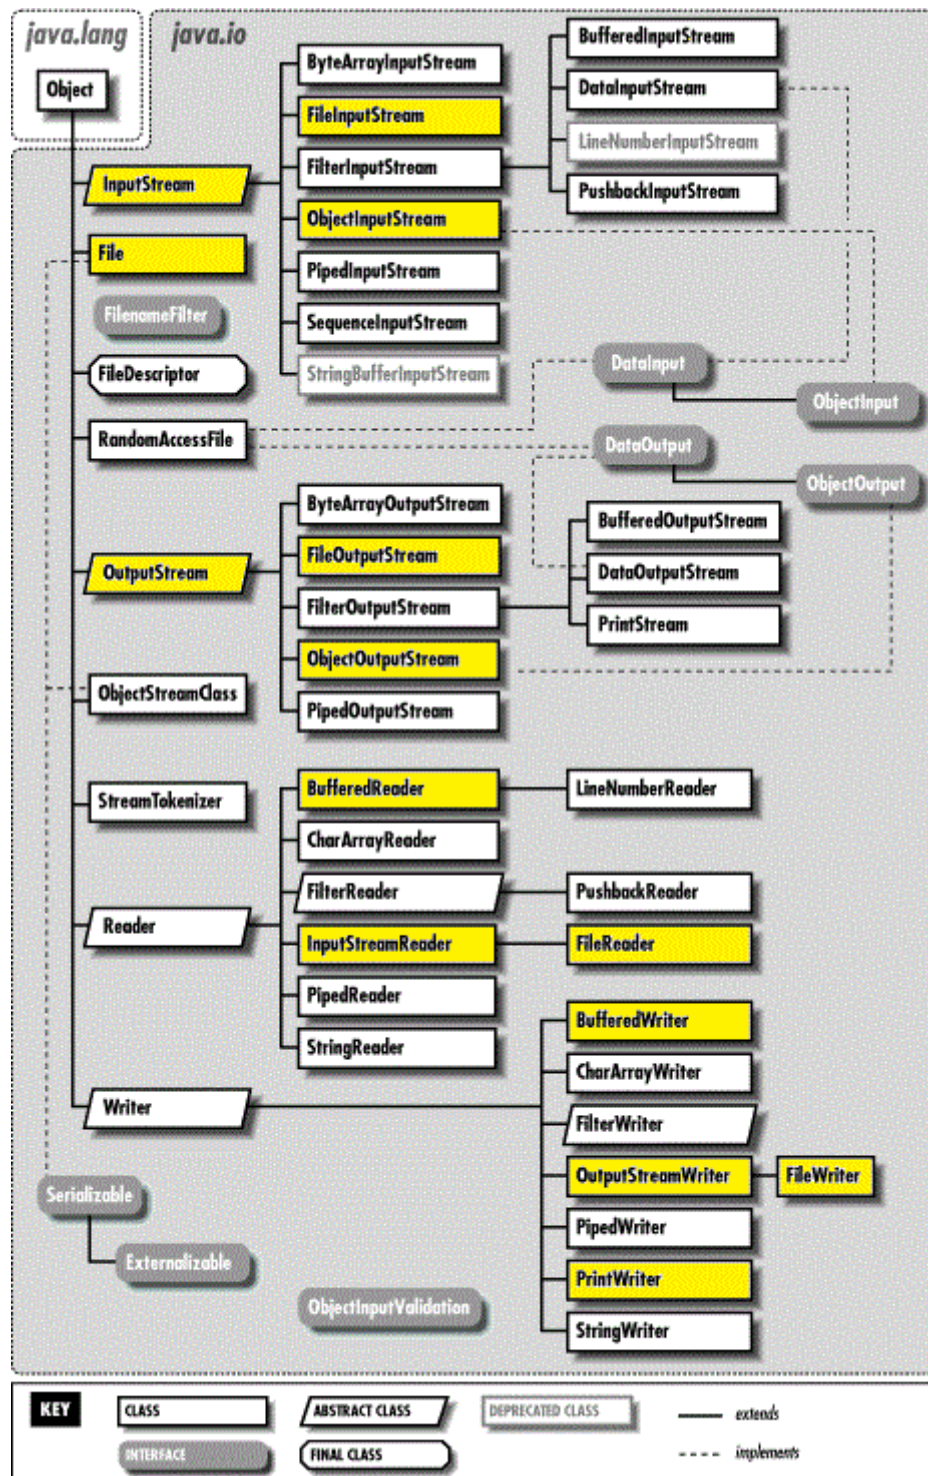 java.lang
java.io
Object
InputStream
File
FilenameFilter
FileDescriptor
RandomAccessFile
OutputStream
ObjectStreamClass
StreamTokenizer
Reader
Writer
Serializable
Externalizable
ByteArrayInputStream
FileInputStream
FilterInputStream
ObjectInputStream
PipedInputStream
SequenceInputStream
StringBufferInputStream
BufferedInputStream
DataInputStream
LineNumberInputStream
PushbackInputStream
DataInput
ObjectInput
DataOutput
ObjectOutput
ByteArrayOutputStream
FileOutputStream
FilterOutputStream
ObjectOutputStream
PipedOutputStream
BufferedOutputStream
DataOutputStream
PrintStream
BufferedReader
CharArrayReader
FilterReader
InputStreamReader
PipedReader
StringReader
LineNumberReader
PushbackReader
FileReader
BufferedWriter
CharArrayWriter
FilterWriter
OutputStreamWriter
FileWriter
PipedWriter
PrintWriter
StringWriter
ObjectInputValidation
KEY
CLASS
ABSTRACT CLASS
DEPRECATED CLASS
extends
INTERFACE
FINAL CLASS
implements